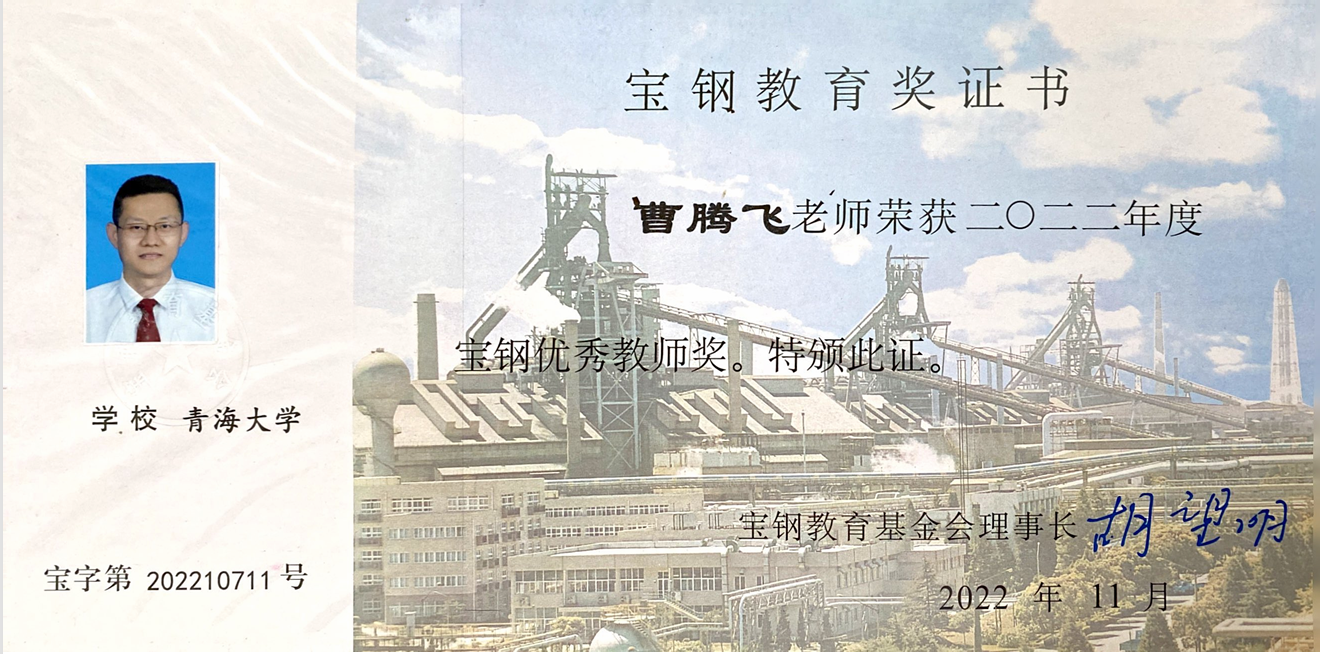 宝钢教育奖证书
曹腾飞老师荣获二〇二二年度
宝钢优秀教师奖。特颁此证。
学校 青海大学
宝字第 202210711 号
宝钢教育基金会理事长 胡望明
2022 年 11 月